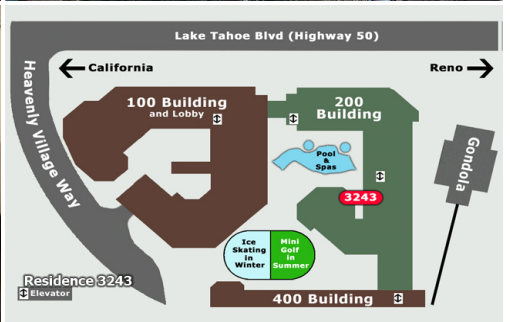 Lake Tahoe Blvd (Highway 50)
California
Reno
Heavenly Village Way
100 Building
and Lobby
200
Building
Pool
&
Spas
Gondola
3243
Ice
Skating
in
Winter
Mini
Golf
in
Summer
Residence 3243
Elevator
400 Building